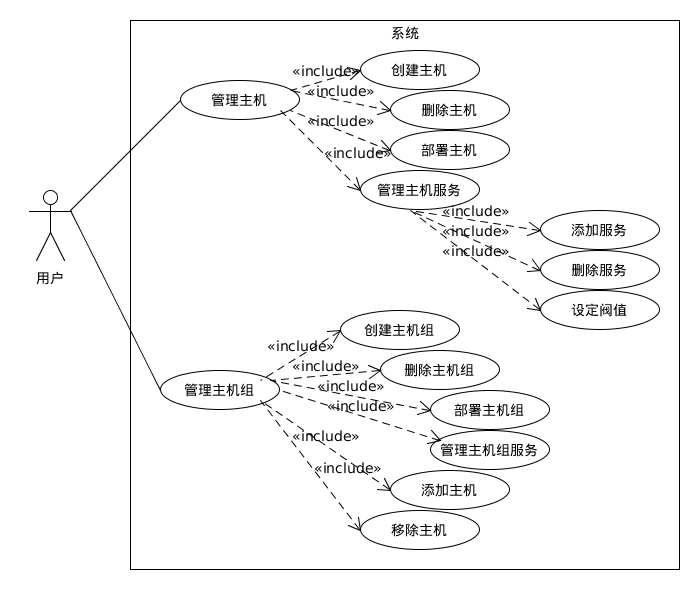 系统
«include»
创建主机
«include»
管理主机
删除主机
«include»
部署主机
«include»
管理主机服务
«include»
添加服务
«include»
删除服务
«include»
设定阀值
用户
创建主机组
«include»
«include»
删除主机组
管理主机组
«include»
部署主机组
«include»
管理主机组服务
«include»
添加主机
«include»
移除主机